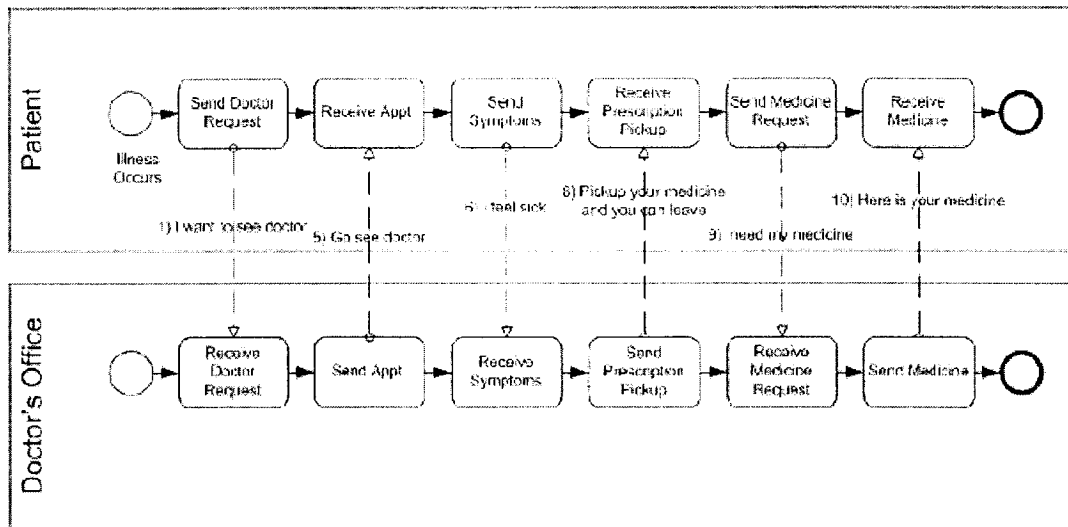 Patient
Illness
Occurs
Send Doctor
Request
Receive Appt
Send
Symptoms
Receive
Prescription
Pickup
Send Medicine
Request
Receive
Medicine
1) I want to see doctor
5) Go see doctor
6) I feel sick
8) Pickup your medicine
and you can leave
9) I need my medicine
10) Here is your medicine
Doctor's Office
Receive
Doctor
Request
Send Appt
Receive
Symptoms
Send
Prescription
Pickup
Receive
Medicine
Request
Send Medicine